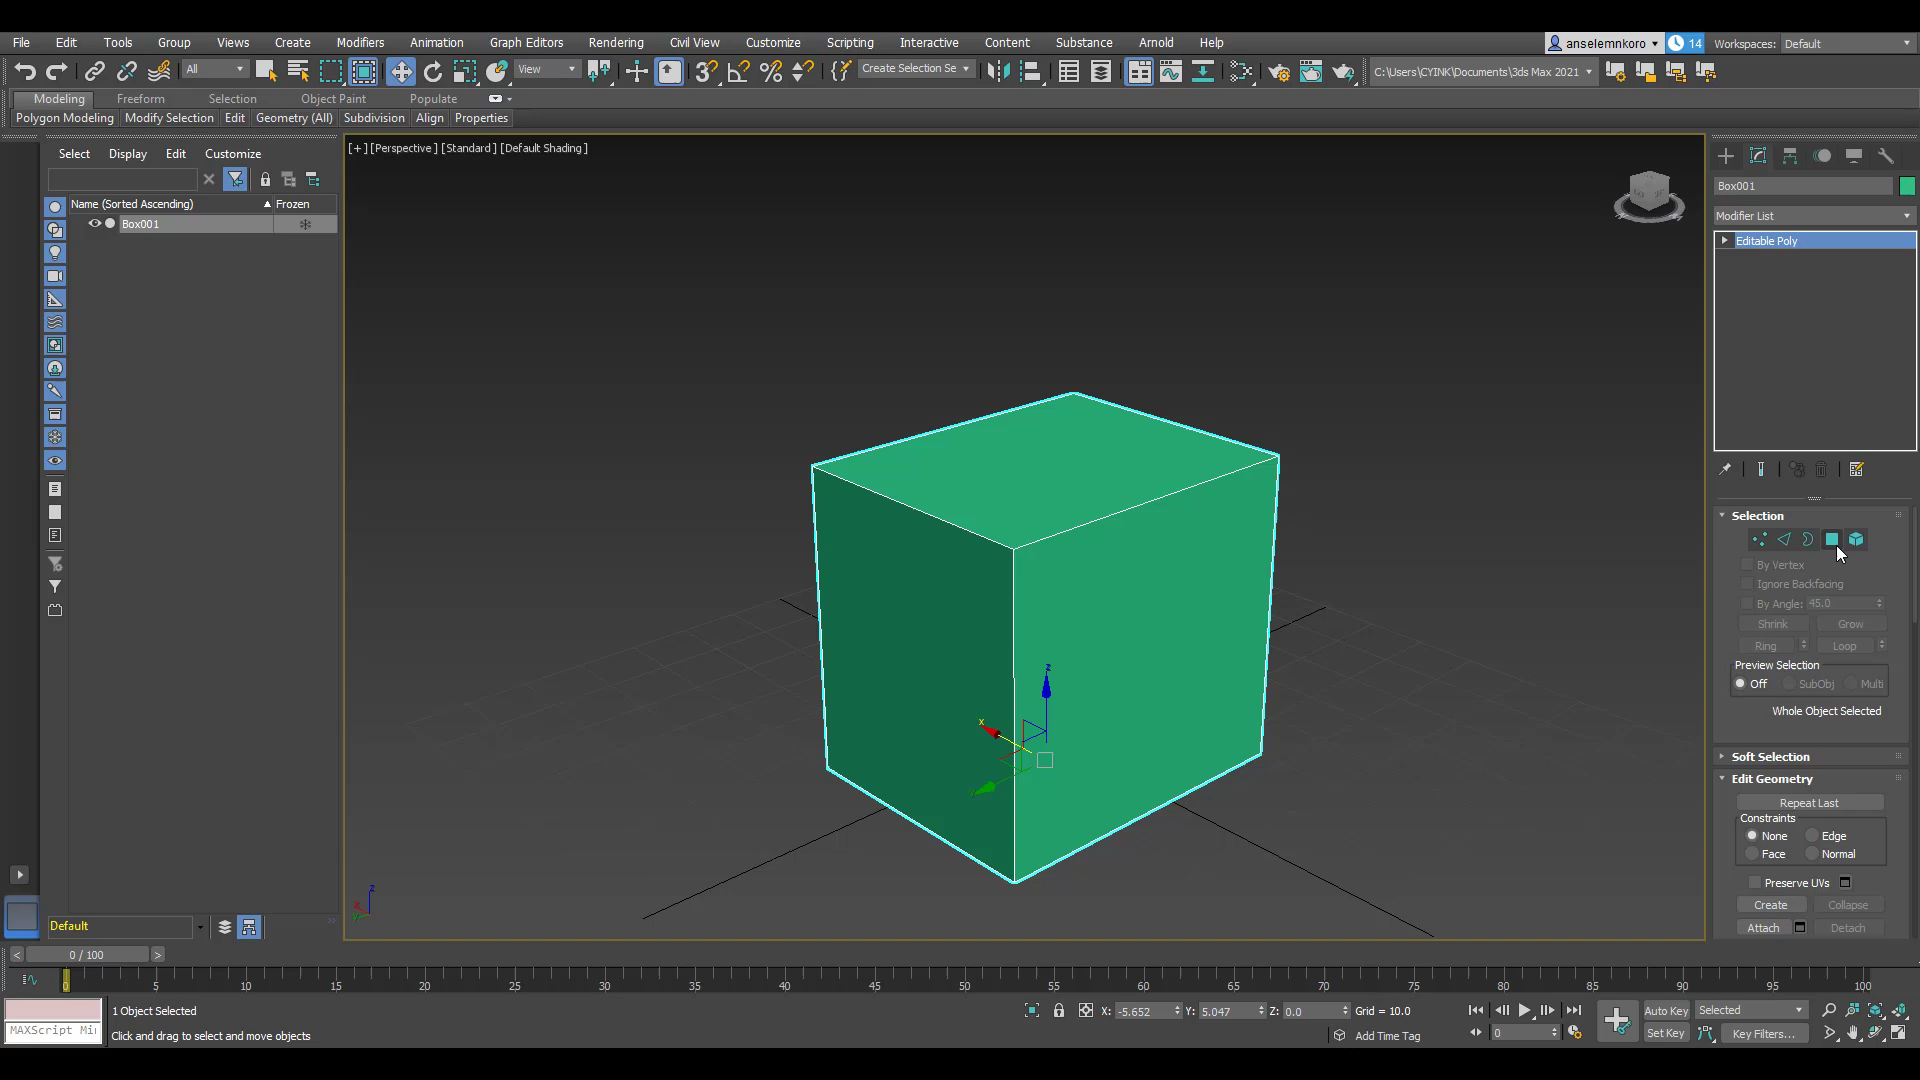 File Edit Tools Group Views Create Modifiers Animation Graph Editors Rendering Civil View Customize Scripting Interactive Content Substance Arnold Help anselemnkoro 14 Workspaces: Default
All View Create Selection Se C:\Users\CYINK\Documents\3ds Max 2021
Modeling Freeform Selection Object Paint Populate
Polygon Modeling Modify Selection Edit Geometry (All) Subdivision Align Properties
Select Display Edit Customize
[+] [Perspective ] [Standard ] [Default Shading ]
Box001
Name (Sorted Ascending) Frozen
Modifier List
Box001
Editable Poly
Selection
By Vertex
Ignore Backfacing
By Angle: 45.0
Shrink Grow
Ring Loop
Preview Selection
Off SubObj Multi
Whole Object Selected
z
x
Soft Selection
Edit Geometry
Repeat Last
Constraints
None Edge
Face Normal
Preserve UVs
Create Collapse
Attach Detach
z
x
y
Default
< 0 / 100 >
0 5 10 15 20 25 30 35 40 45 50 55 60 65 70 75 80 85 90 95 100
1 Object Selected X: -5.652 Y: 5.047 Z: 0.0 Grid = 10.0 Auto Key Selected
MAXScript Mi
Click and drag to select and move objects Add Time Tag 0 Set Key Key Filters...